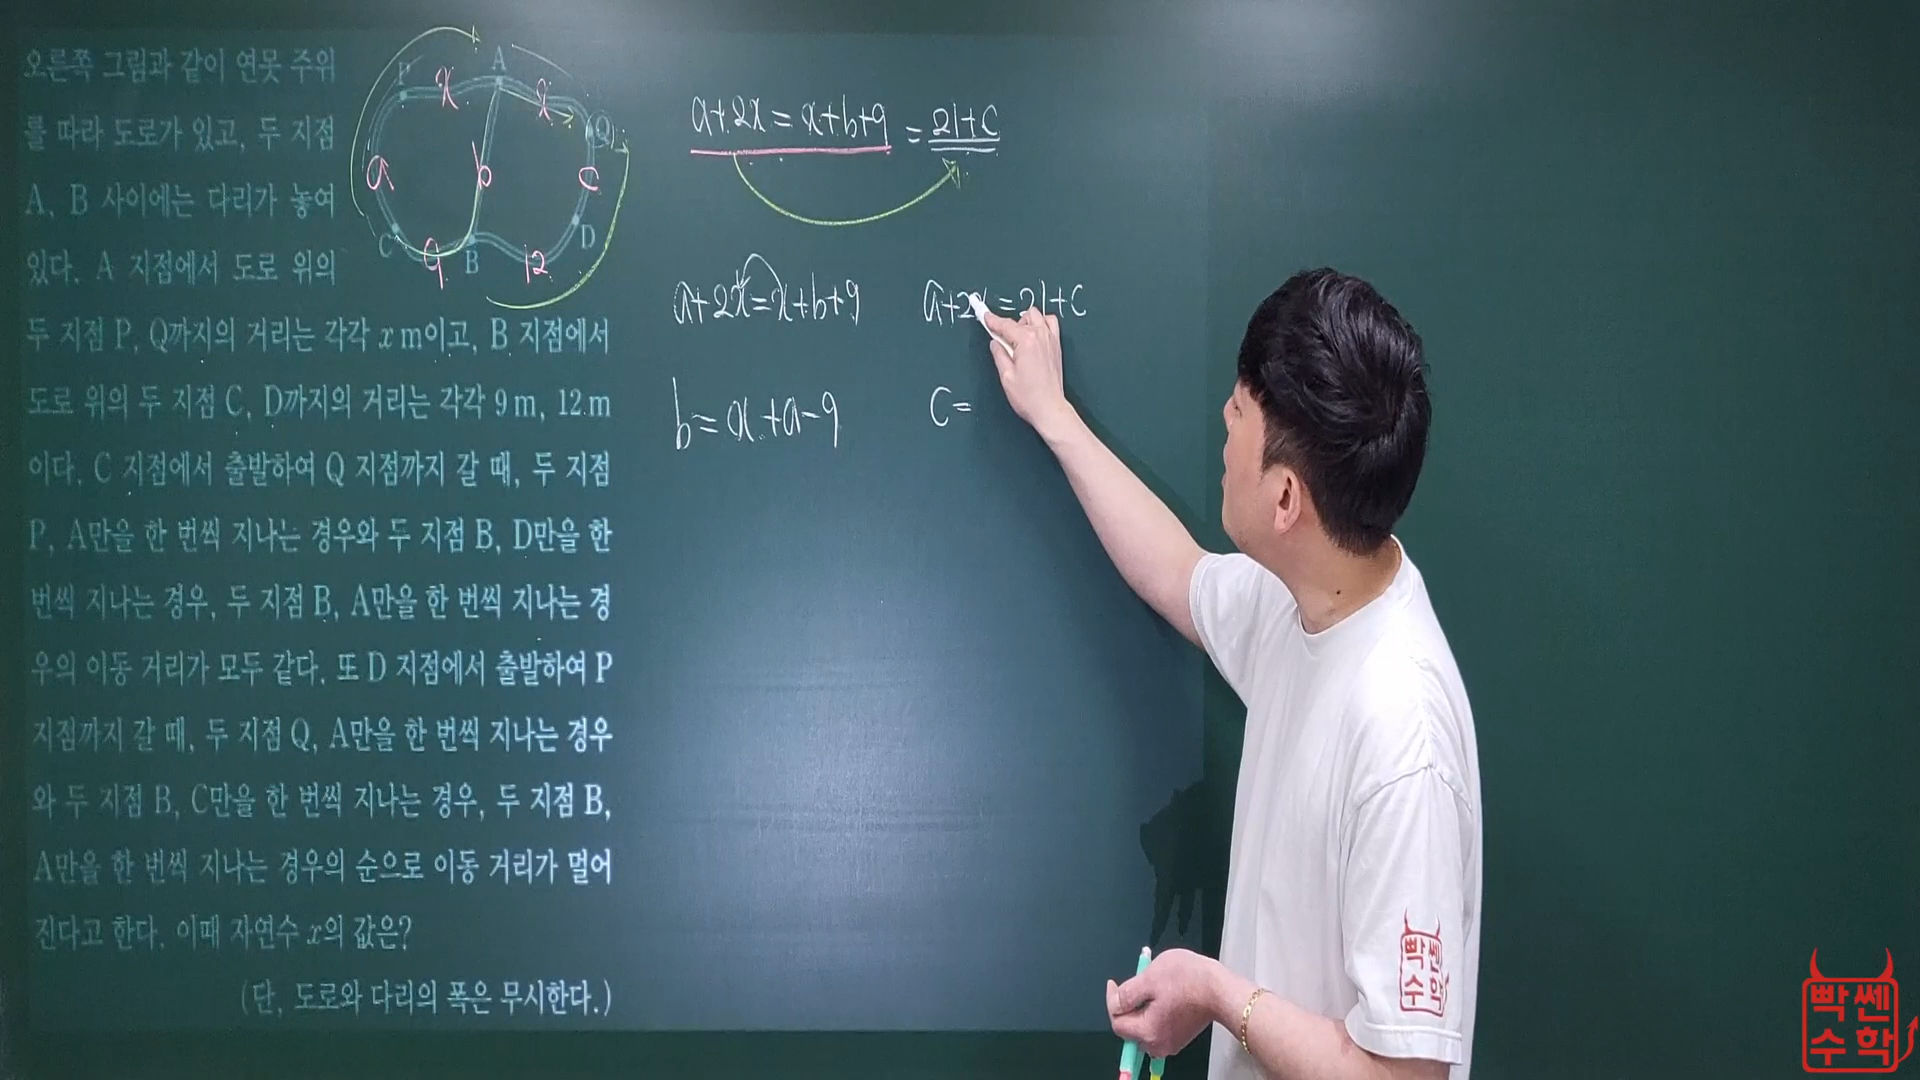 오른쪽 그림과 같이 연못 주위
를 따라 도로가 있고, 두 지점
A, B 사이에는 다리가 놓여
있다. A 지점에서 도로 위의
두 지점 P, Q까지의 거리는 각각 x m이고, B 지점에서
도로 위의 두 지점 C, D까지의 거리는 각각 9 m, 12 m
이다. C 지점에서 출발하여 Q 지점까지 갈 때, 두 지점
P, A만을 한 번씩 지나는 경우와 두 지점 B, D만을 한
번씩 지나는 경우, 두 지점 B, A만을 한 번씩 지나는 경
우의 이동 거리가 모두 같다. 또 D 지점에서 출발하여 P
지점까지 갈 때, 두 지점 Q, A만을 한 번씩 지나는 경우
와 두 지점 B, C만을 한 번씩 지나는 경우, 두 지점 B,
A만을 한 번씩 지나는 경우의 순으로 이동 거리가 멀어
진다고 한다. 이때 자연수 x의 값은?
(단, 도로와 다리의 폭은 무시한다.)
A
P
x
x
Q
a
b
c
C
9
B
12
D
a+2x=x+b+9=21+c
a+2x=x+b+9
a+2x=21+c
b=x+a-9
c=
빡쎈
수학
빡쎈
수학